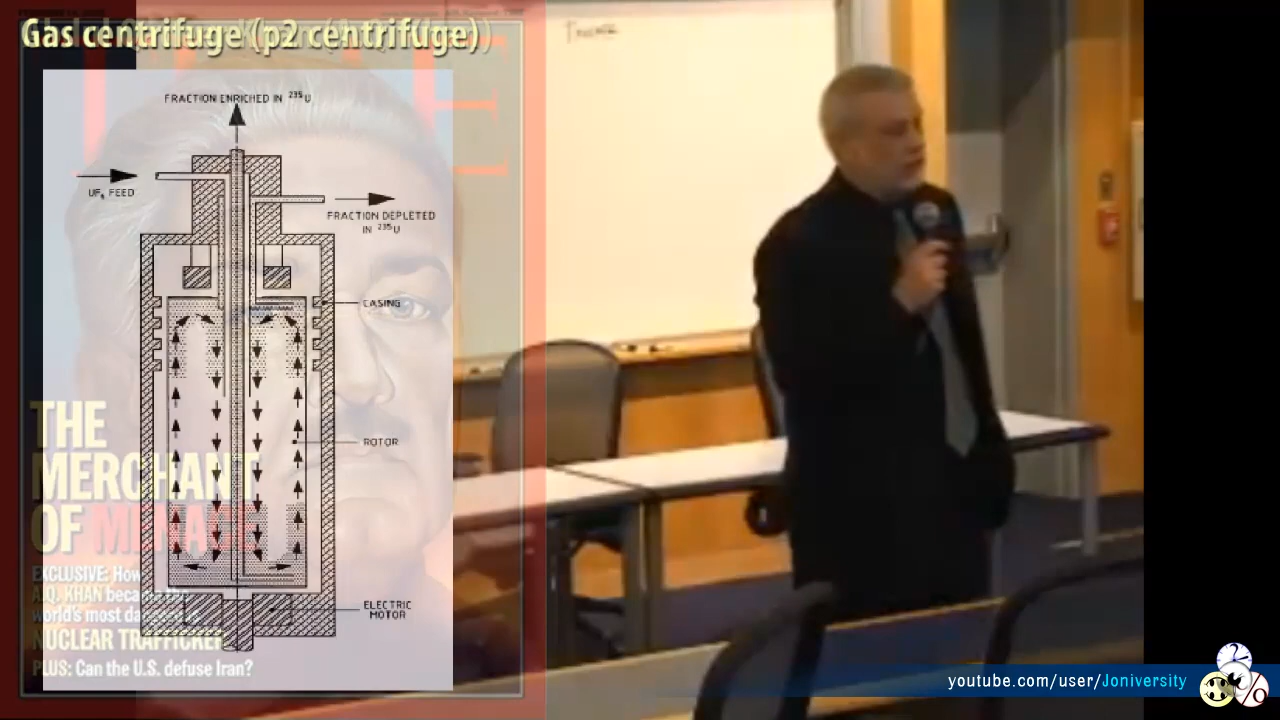 Gas centrifuge (p2 centrifuge)
FRACTION ENRICHED IN ²³⁵U
UF₆ FEED
FRACTION DEPLETED
IN ²³⁵U
CASING
ROTOR
ELECTRIC
MOTOR
THE
MERCHANT
OF MENACE
EXCLUSIVE: How
A.Q. KHAN became the
world's most
NUCLEAR TRAFFICKER
PLUS: Can the U.S. defuse Iran?
youtube.com/user/Joniversity